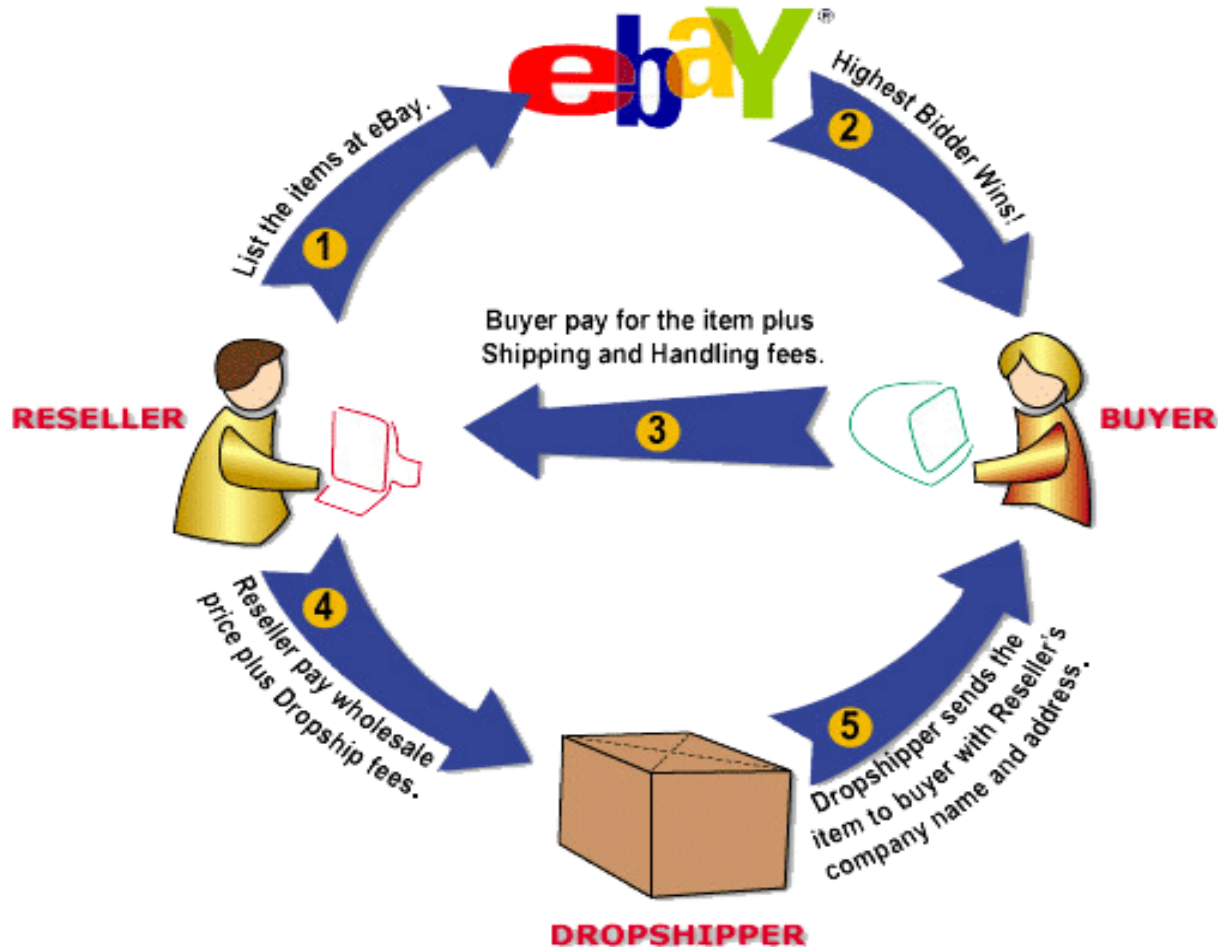 ebaY®
List the items at eBay.
1
2
Highest Bidder Wins!
Buyer pay for the item plus
Shipping and Handling fees.
3
RESELLER
BUYER
4
Reseller pay wholesale
price plus Dropship fees.
5
Dropshipper sends the
item to buyer with Reseller's
company name and address.
DROPSHIPPER